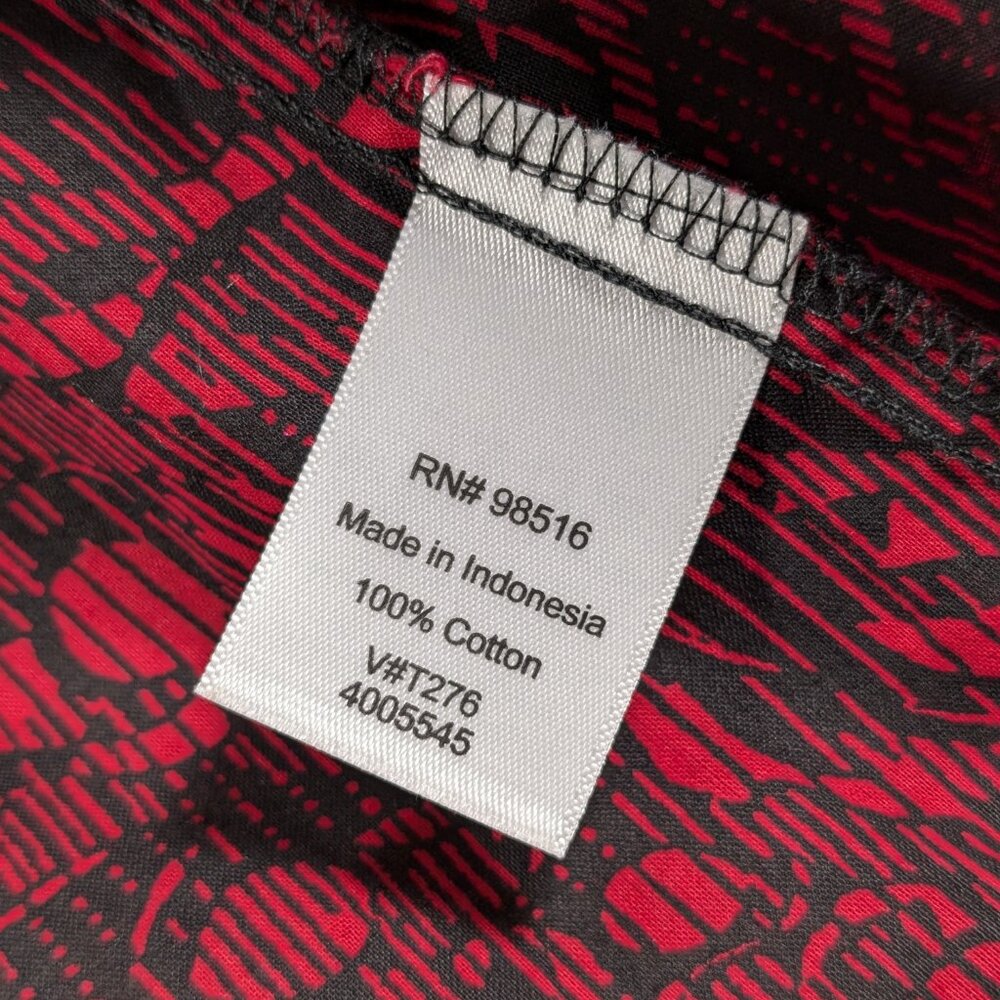 RN# 98516
Made in Indonesia
100% Cotton
V#T276
4005545